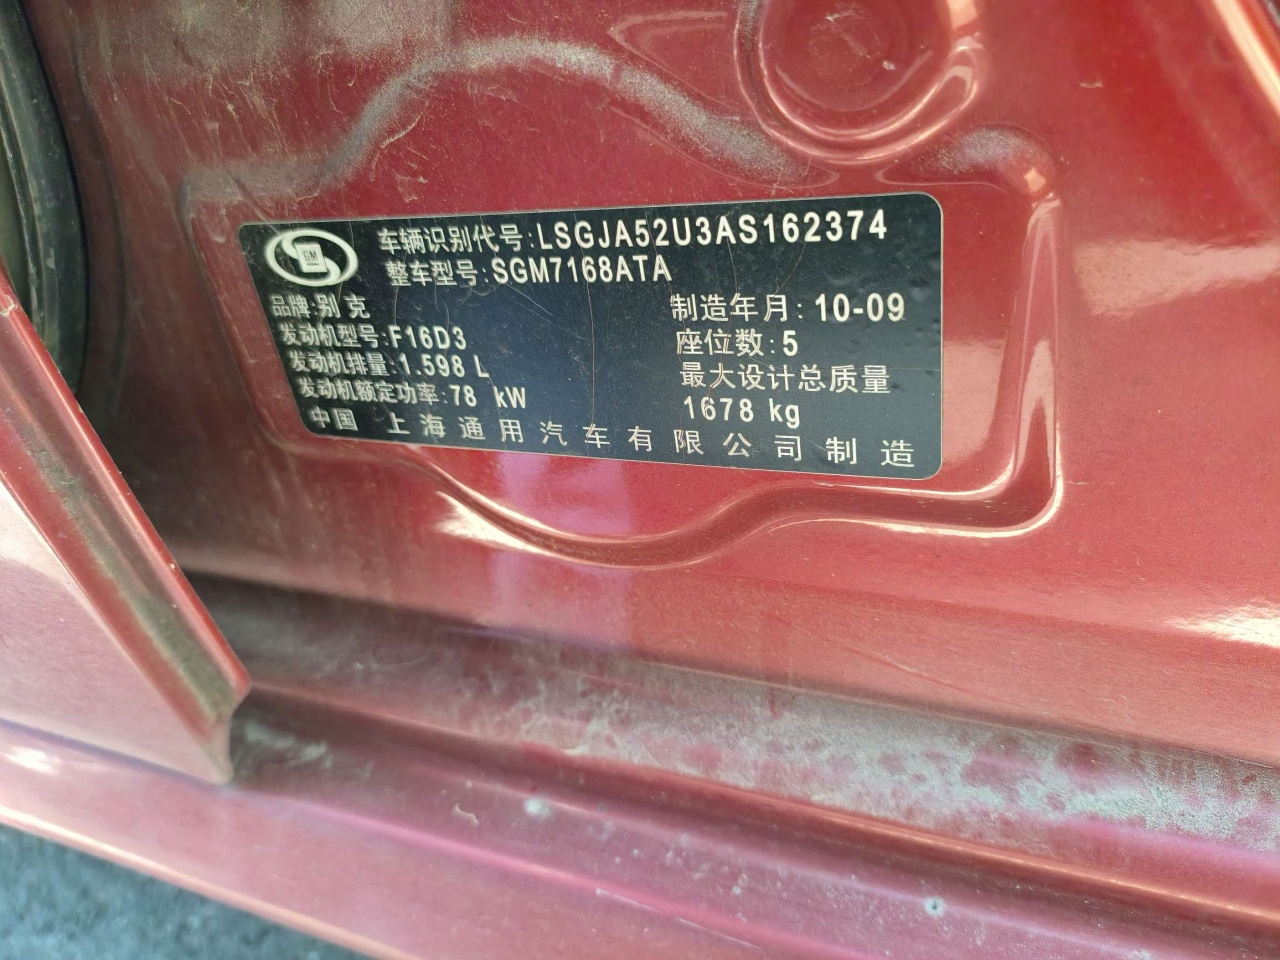 GM
车辆识别代号:LSGJA52U3AS162374
整车型号:SGM7168ATA
品牌:别克
制造年月:10-09
发动机型号:F16D3
座位数:5
发动机排量:1.598 L
最大设计总质量
发动机额定功率:78 kW
1678 kg
中国 上海通用汽车有限公司制造